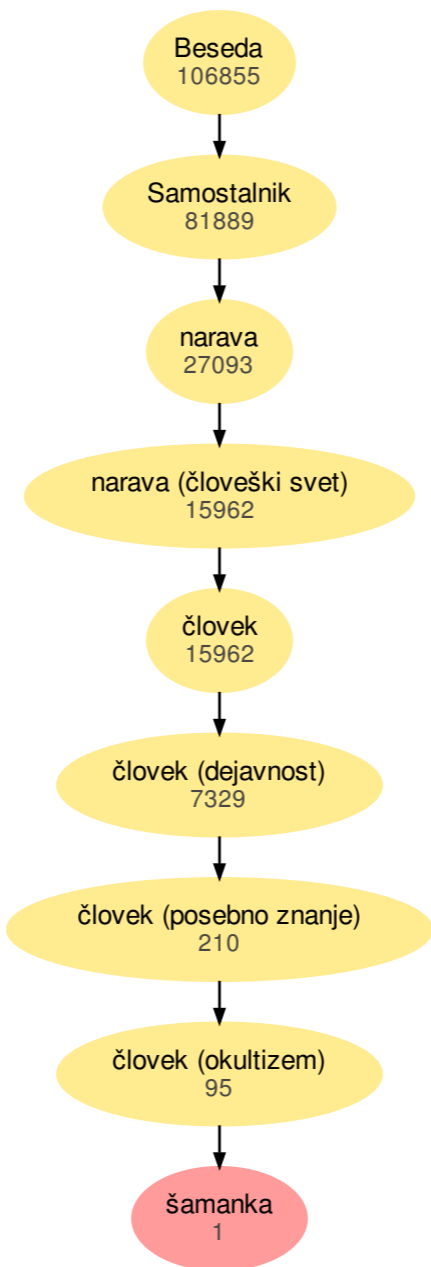 Beseda
106855
Samostalnik
81889
narava
27093
narava (človeški svet)
15962
človek
15962
človek (dejavnost)
7329
človek (posebno znanje)
210
človek (okultizem)
95
šamanka
1